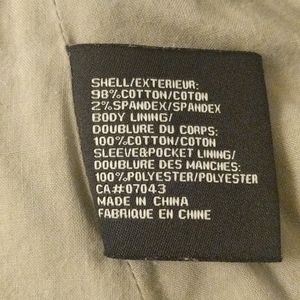 SHELL/EXTERIEUR:
98%COTTON/COTON
2%SPANDEX/SPANDEX
BODY LINING/
DOUBLURE DU CORPS:
100%COTTON/COTON
SLEEVE&POCKET LINING/
DOUBLURE DES MANCHES:
100%POLYESTER/POLYESTER
CA#07043
MADE IN CHINA
FABRIQUE EN CHINE